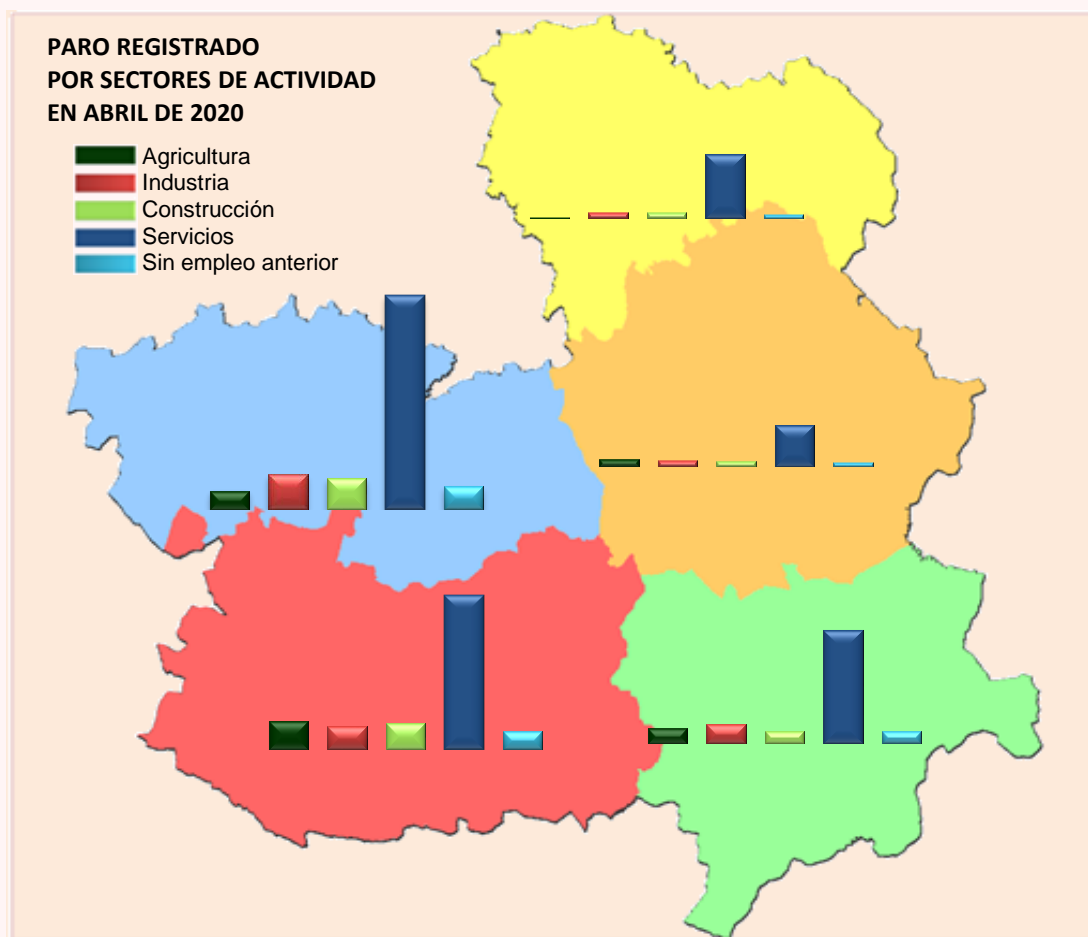 PARO REGISTRADO
POR SECTORES DE ACTIVIDAD
EN ABRIL DE 2020
Agricultura
Industria
Construcción
Servicios
Sin empleo anterior